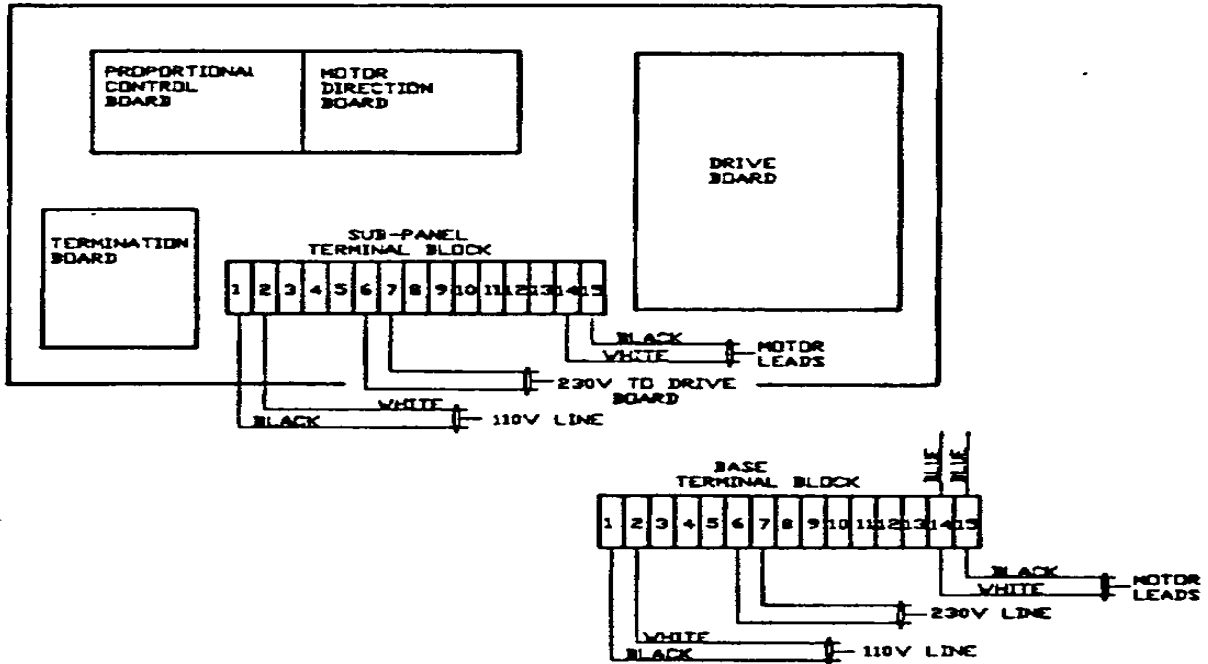 PROPORTIONAL
CONTROL
BOARD
MOTOR
DIRECTION
BOARD
DRIVE
BOARD
TERMINATION
BOARD
SUB-PANEL
TERMINAL BLOCK
1 2 3 4 5 6 7 8 9 10 11 12 13 14 15
BLACK
WHITE
MOTOR
LEADS
230V TO DRIVE
BOARD
WHITE
BLACK
110V LINE
BLUE
BLUE
BASE
TERMINAL BLOCK
1 2 3 4 5 6 7 8 9 10 11 12 13 14 15
BLACK
WHITE
MOTOR
LEADS
230V LINE
WHITE
BLACK
110V LINE